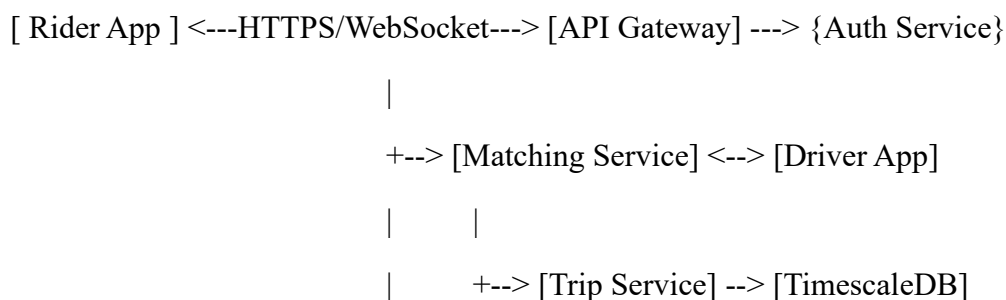 [ Rider App ] <---HTTPS/WebSocket---> [API Gateway] ---> {Auth Service}
|
+--> [Matching Service] <--> [Driver App]
| |
| +--> [Trip Service] --> [TimescaleDB]